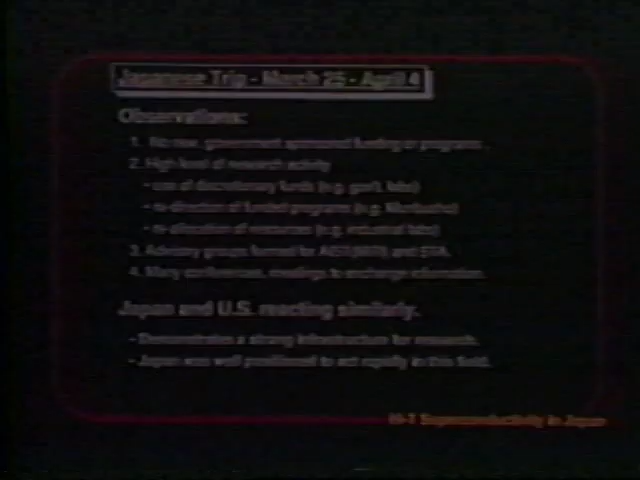 Japanese Trip - March 25 - April 4
Observations:
1. No new, government sponsored funding or programs.
2. High level of research activity
- use of discretionary funds (e.g. gov't. labs)
- re-direction of funded programs (e.g.
- re-allocation of resources (e.g. industrial labs)
3. Advisory groups formed for and STA.
4. Many conferences, meetings to exchange information.
Japan and U.S. reacting similarly.
- Demonstrates a strong infrastructure for research.
- Japan was well positioned to act rapidly in this field.
Superconductivity in Japan